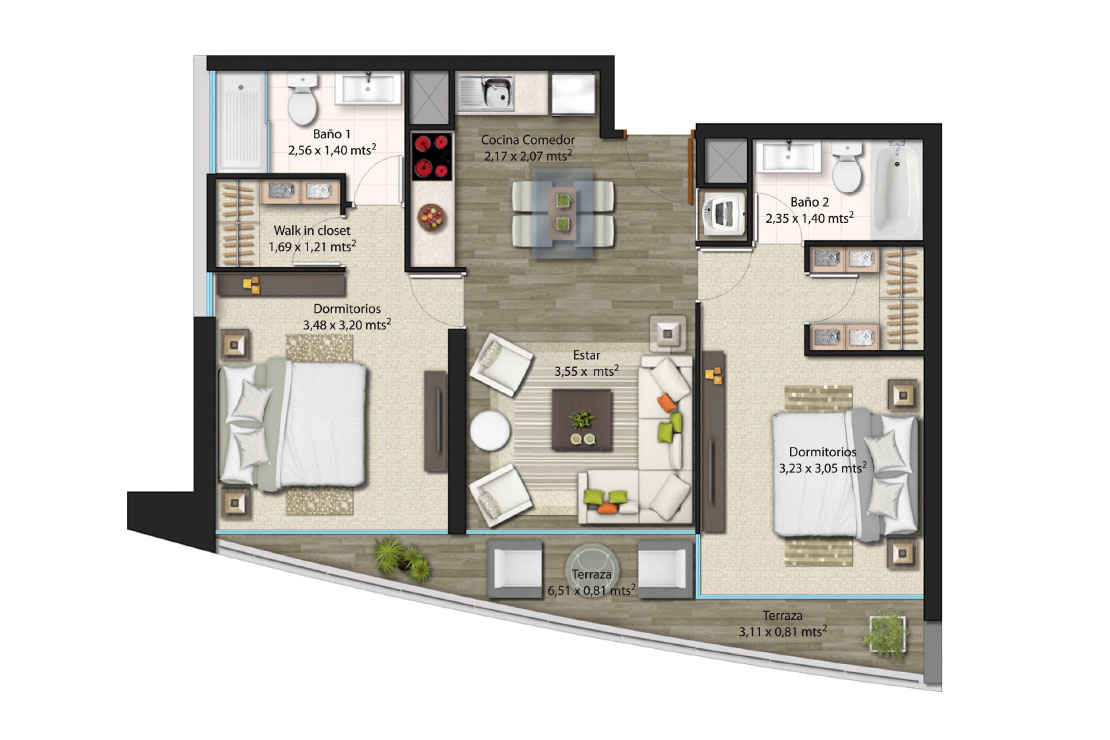 Baño 1
2,56 x 1,40 mts²
Cocina Comedor
2,17 x 2,07 mts²
Baño 2
2,35 x 1,40 mts²
Walk in closet
1,69 x 1,21 mts²
Dormitorios
3,48 x 3,20 mts²
Estar
3,55 x  mts²
Dormitorios
3,23 x 3,05 mts²
Terraza
6,51 x 0,81 mts²
Terraza
3,11 x 0,81 mts²